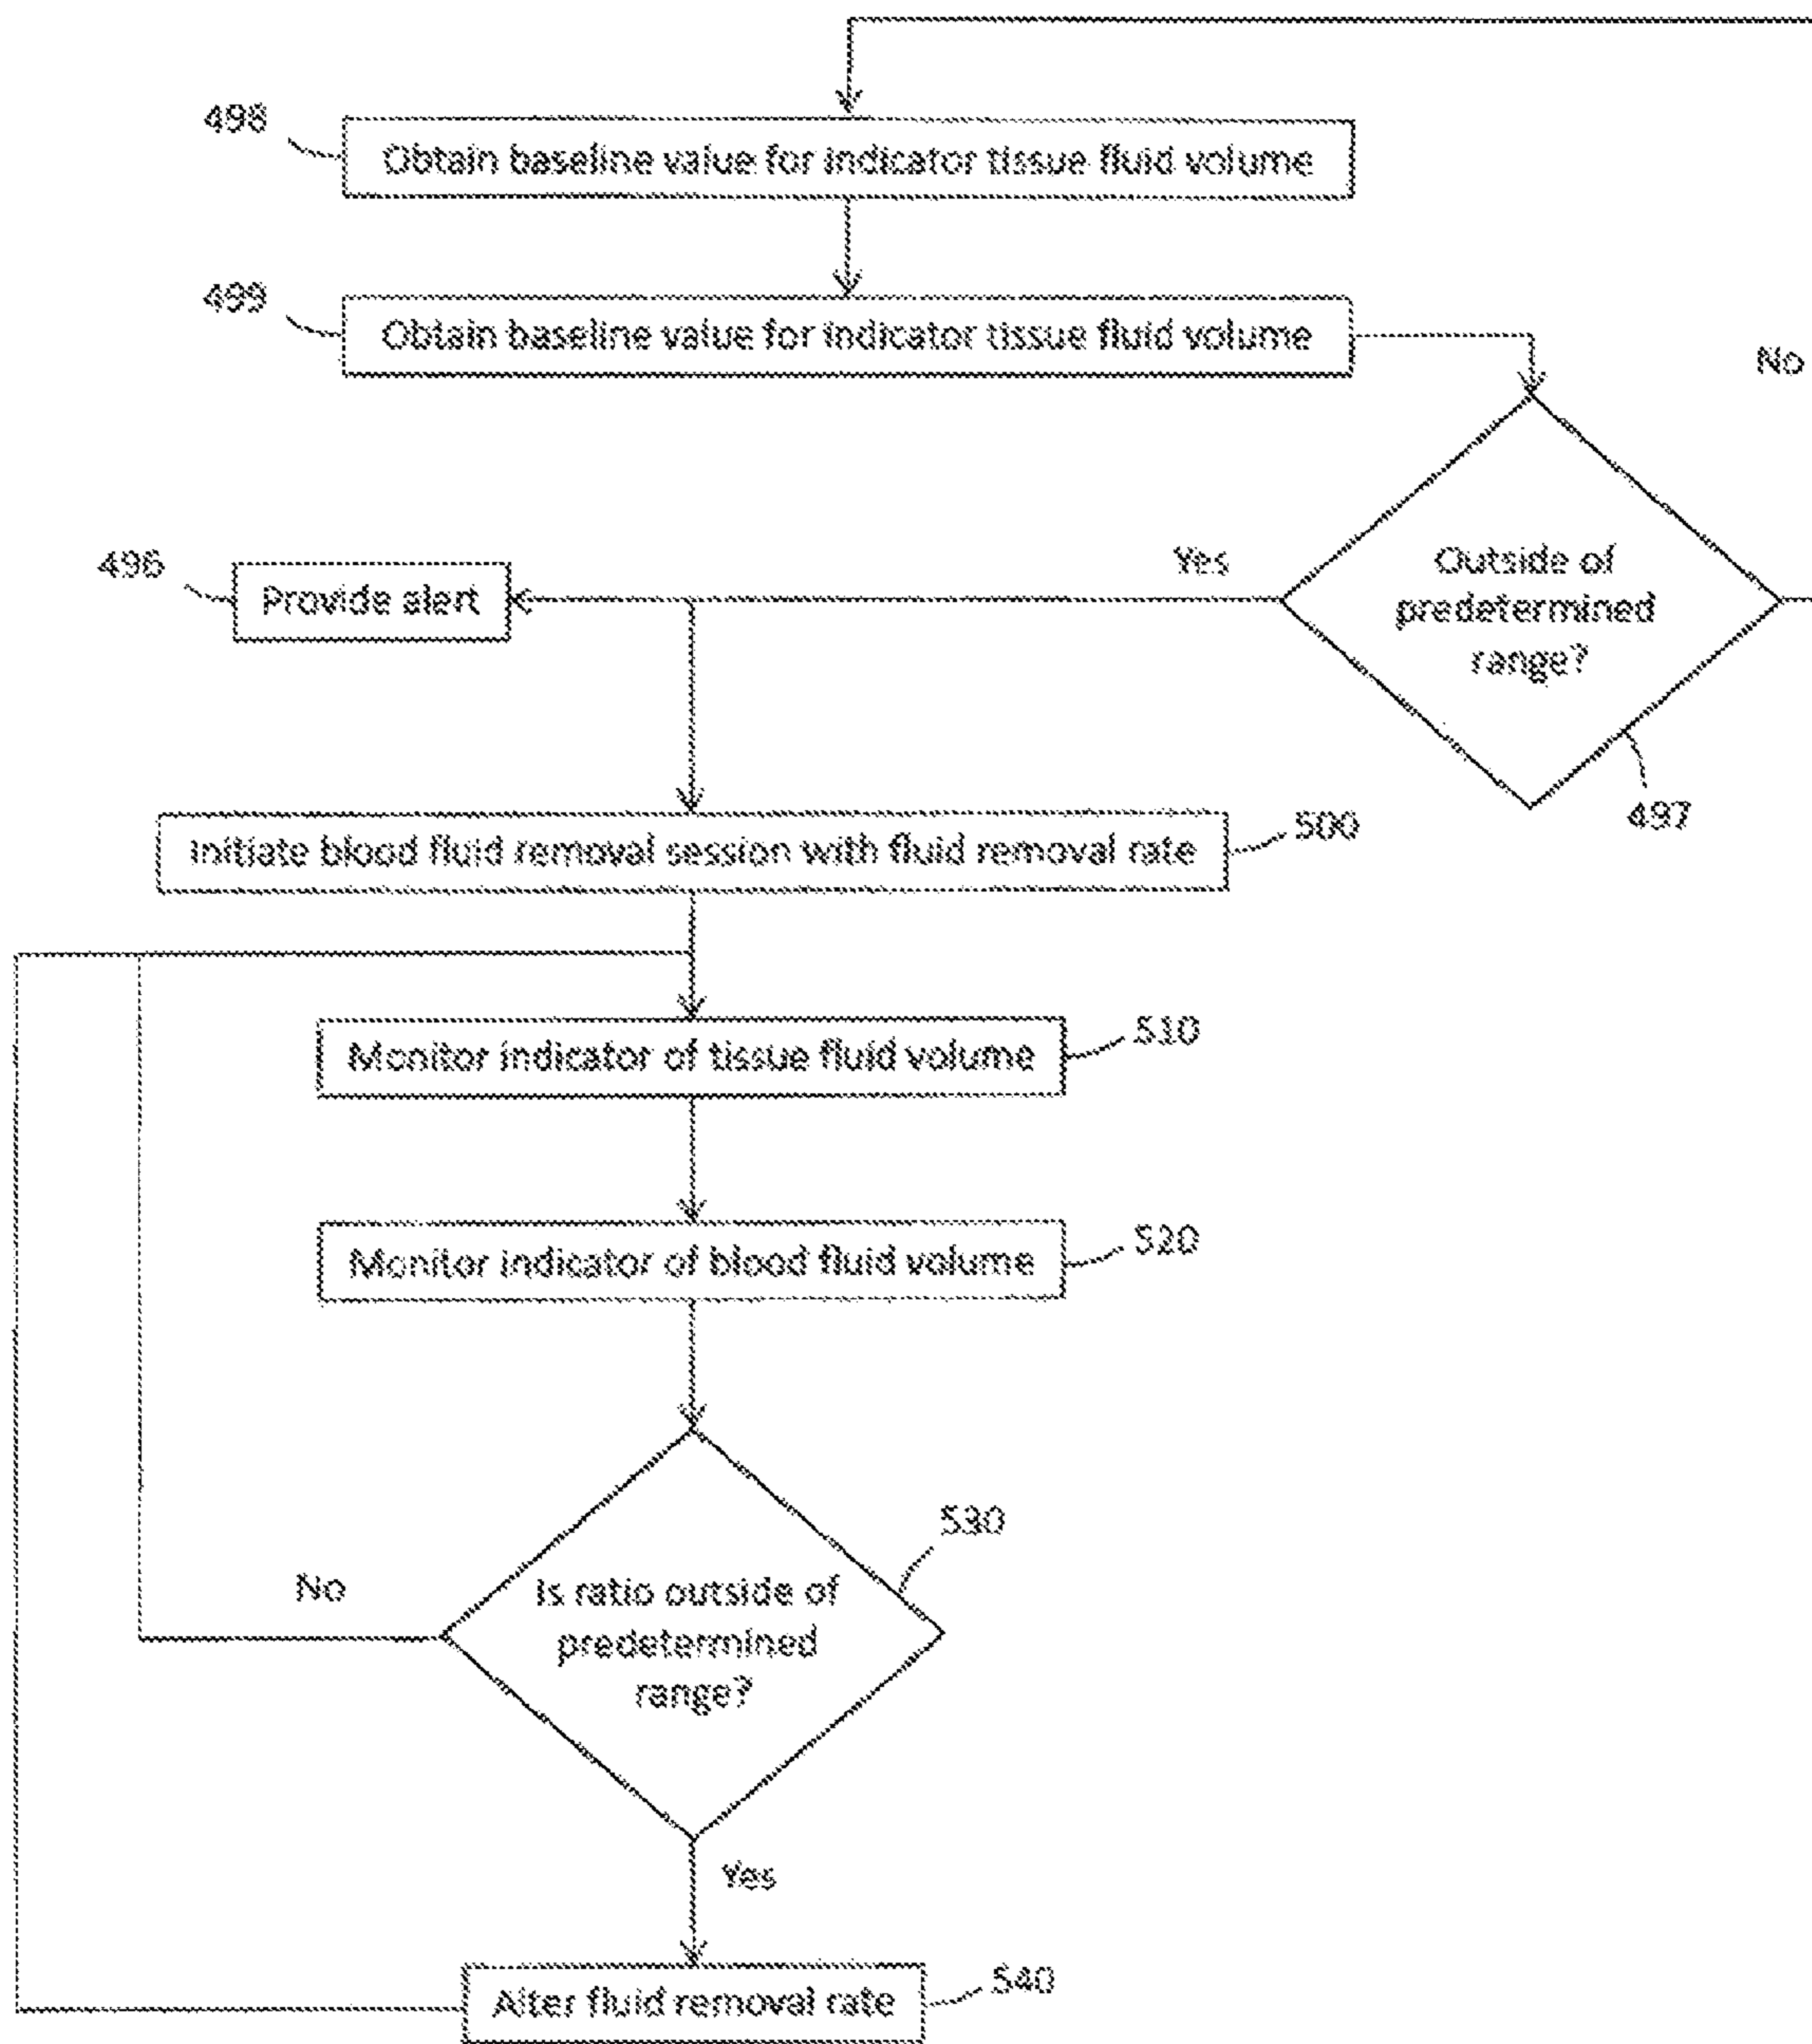 498
Obtain baseline value for indicator tissue fluid volume
499
Obtain baseline value for indicator tissue fluid volume
No
496
Provide alert
Yes
Outside of
predetermined
range?
497
Initiate blood fluid removal session with fluid removal rate
500
Monitor indicator of tissue fluid volume
510
Monitor indicator of blood fluid volume
520
530
No
Is ratio outside of
predetermined
range?
Yes
Alter fluid removal rate
540